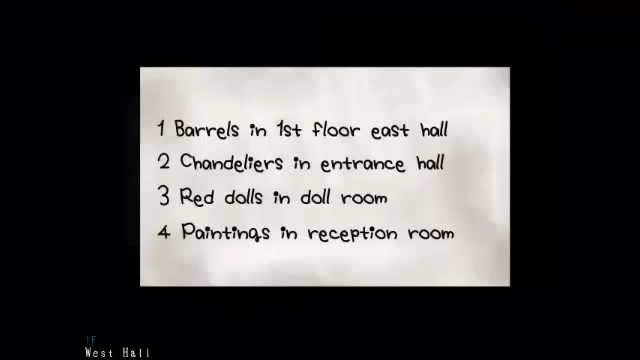 1 Barrels in 1st floor east hall
2 Chandeliers in entrance hall
3 Red dolls in doll room
4 Paintings in reception room
1F
West Hall